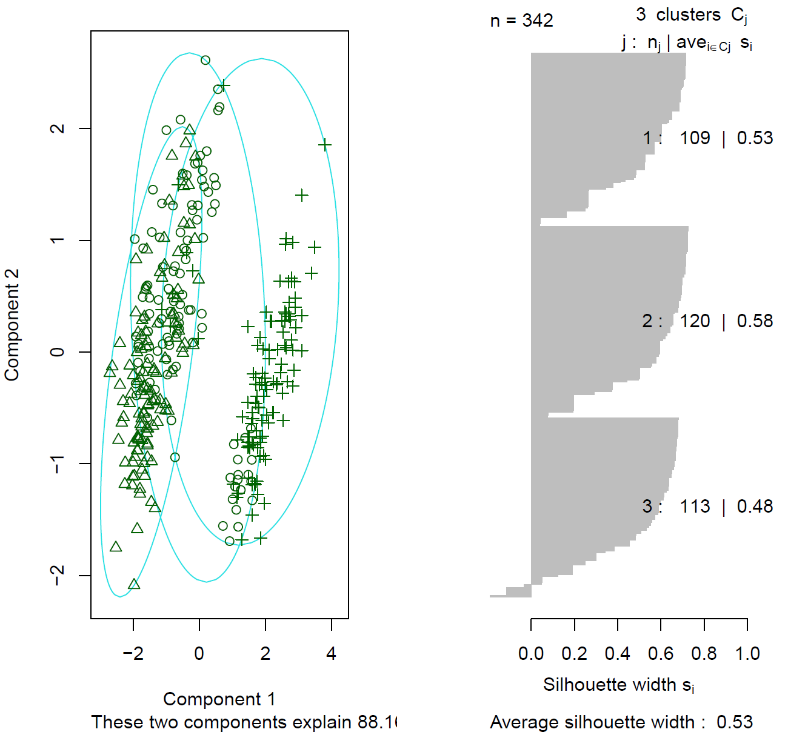 n = 342
3 clusters Cj
j : nj | avei∈Cj si
1 : 109 | 0.53
2 : 120 | 0.58
3 : 113 | 0.48
Component 2
2
1
0
−1
−2
−2 0 2 4
Component 1
These two components explain 88.16
0.0 0.2 0.4 0.6 0.8 1.0
Silhouette width si
Average silhouette width : 0.53